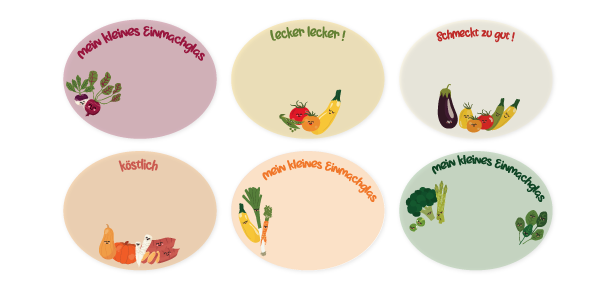 mein kleines Einmachglas
lecker lecker!
Schmeckt zu gut!
köstlich
mein kleines Einmachglas
mein kleines Einmachglas